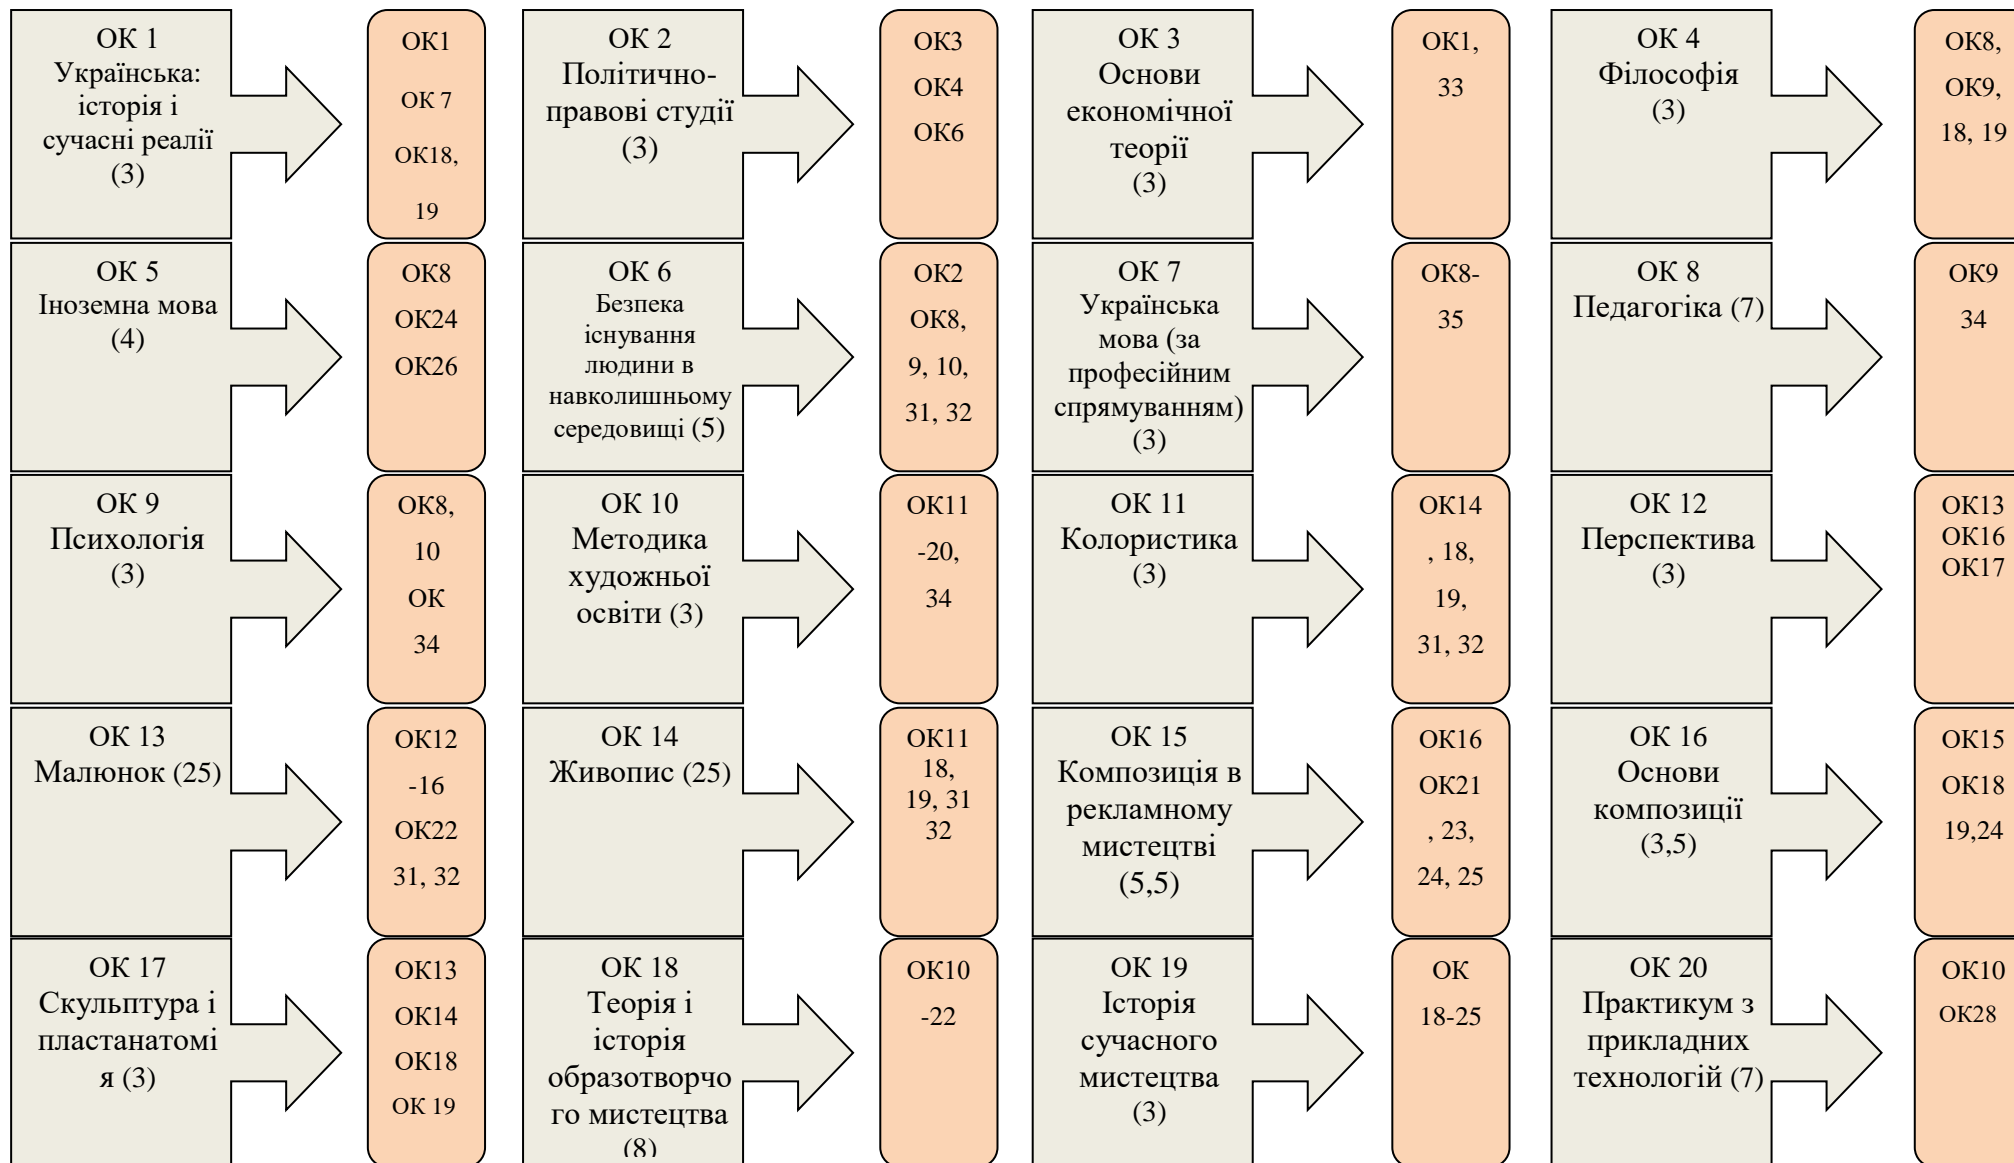 ОК 1
Українська:
історія і
сучасні реалії
(3)
ОК1
ОК 7
ОК18,
19
ОК 2
Політично-
правові студії
(3)
ОК3
ОК4
ОК6
ОК 3
Основи
економічної
теорії
(3)
ОК1,
33
ОК 4
Філософія
(3)
ОК8,
ОК9,
18, 19
ОК 5
Іноземна мова
(4)
ОК8
ОК24
ОК26
ОК 6
Безпека
існування
людини в
навколишньому
середовищі (5)
ОК2
ОК8,
9, 10,
31, 32
ОК 7
Українська
мова (за
професійним
спрямуванням)
(3)
ОК8-
35
ОК 8
Педагогіка (7)
ОК9
34
ОК 9
Психологія
(3)
ОК8,
10
ОК
34
ОК 10
Методика
художньої
освіти (3)
ОК11
-20,
34
ОК 11
Колористика
(3)
ОК14
, 18,
19,
31, 32
ОК 12
Перспектива
(3)
ОК13
ОК16
ОК17
ОК 13
Малюнок (25)
ОК12
-16
ОК22
31, 32
ОК 14
Живопис (25)
ОК11
18,
19, 31
32
ОК 15
Композиція в
рекламному
мистецтві
(5,5)
ОК16
ОК21
, 23,
24, 25
ОК 16
Основи
композиції
(3,5)
ОК15
ОК18
19,24
ОК 17
Скульптура і
пластанатомі
я (3)
ОК13
ОК14
ОК18
ОК 19
ОК 18
Теорія і
історія
образотворчо
го мистецтва
(8)
ОК10
-22
ОК 19
Історія
сучасного
мистецтва
(3)
ОК
18-25
ОК 20
Практикум з
прикладних
технологій (7)
ОК10
ОК28